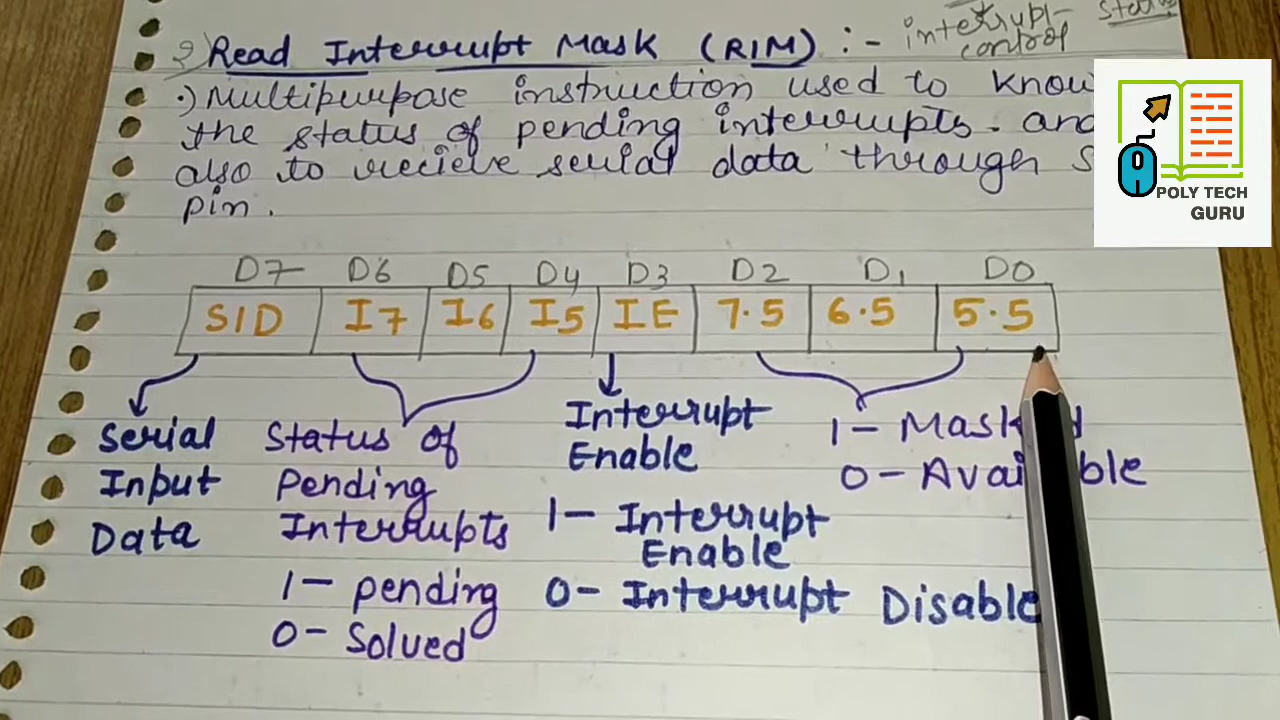 2) Read Interrupt Mask (RIM) :- interrupt control
.) Multipurpose instruction used to know
the status of pending interrupts. and
also to recieve serial data through S
pin.
D7 D6 D5 D4 D3 D2 D1 D0
SID I7 I6 I5 IE 7.5 6.5 5.5
Serial
Input
Data
Status of
Pending
Interrupts
1- pending
0- Solved
Interrupt
Enable
1- Interrupt
Enable
0- Interrupt Disable
1- Masked
0- Available
POLY TECH
GURU